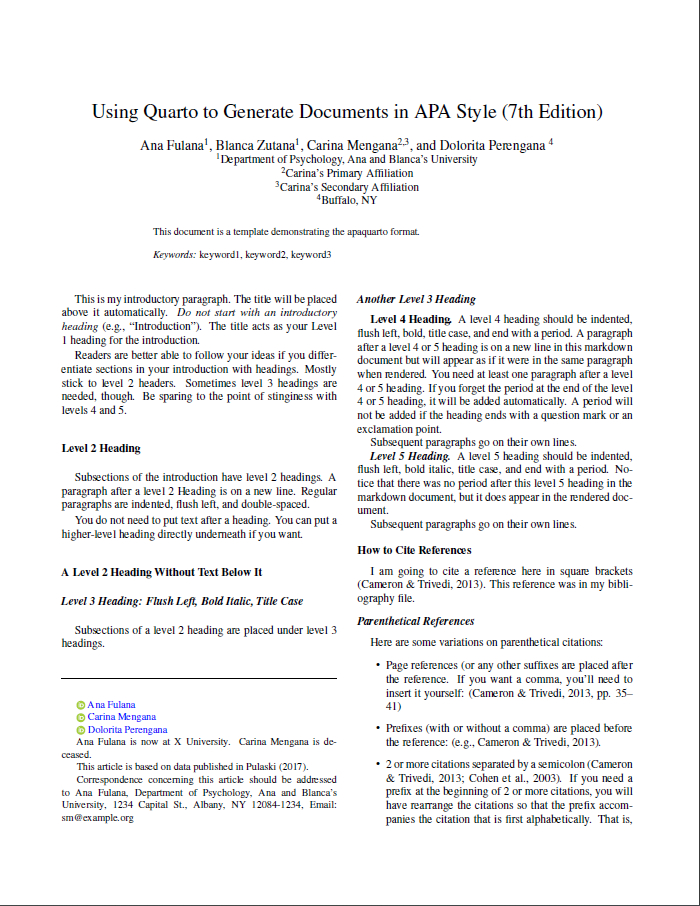 Using Quarto to Generate Documents in APA Style (7th Edition)
Ana Fulana1, Blanca Zutana1, Carina Mengana2,3, and Dolorita Perengana 4
1Department of Psychology, Ana and Blanca's University
2Carina's Primary Affiliation
3Carina's Secondary Affiliation
4Buffalo, NY
This document is a template demonstrating the apaquarto format.
Keywords: keyword1, keyword2, keyword3
This is my introductory paragraph. The title will be placed
above it automatically. Do not start with an introductory
heading (e.g., “Introduction”). The title acts as your Level
1 heading for the introduction.
Readers are better able to follow your ideas if you differ-
entiate sections in your introduction with headings. Mostly
stick to level 2 headers. Sometimes level 3 headings are
needed, though. Be sparing to the point of stinginess with
levels 4 and 5.
Level 2 Heading
Subsections of the introduction have level 2 headings. A
paragraph after a level 2 Heading is on a new line. Regular
paragraphs are indented, flush left, and double-spaced.
You do not need to put text after a heading. You can put a
higher-level heading directly underneath if you want.
A Level 2 Heading Without Text Below It
Level 3 Heading: Flush Left, Bold Italic, Title Case
Subsections of a level 2 heading are placed under level 3
headings.
Ana Fulana
Carina Mengana
Dolorita Perengana
Ana Fulana is now at X University. Carina Mengana is de-
ceased.
This article is based on data published in Pulaski (2017).
Correspondence concerning this article should be addressed
to Ana Fulana, Department of Psychology, Ana and Blanca's
University, 1234 Capital St., Albany, NY 12084-1234, Email:
sm@example.org
Another Level 3 Heading
Level 4 Heading. A level 4 heading should be indented,
flush left, bold, title case, and end with a period. A paragraph
after a level 4 or 5 heading is on a new line in this markdown
document but will appear as if it were in the same paragraph
when rendered. You need at least one paragraph after a level
4 or 5 heading. If you forget the period at the end of the level
4 or 5 heading, it will be added automatically. A period will
not be added if the heading ends with a question mark or an
exclamation point.
Subsequent paragraphs go on their own lines.
Level 5 Heading. A level 5 heading should be indented,
flush left, bold italic, title case, and end with a period. No-
tice that there was no period after this level 5 heading in the
markdown document, but it does appear in the rendered doc-
ument.
Subsequent paragraphs go on their own lines.
How to Cite References
I am going to cite a reference here in square brackets
(Cameron & Trivedi, 2013). This reference was in my bibli-
ography file.
Parenthetical References
Here are some variations on parenthetical citations:
• Page references (or any other suffixes are placed after
the reference. If you want a comma, you'll need to
insert it yourself: (Cameron & Trivedi, 2013, pp. 35–
41)
• Prefixes (with or without a comma) are placed before
the reference: (e.g., Cameron & Trivedi, 2013).
• 2 or more citations separated by a semicolon (Cameron
& Trivedi, 2013; Cohen et al., 2003). If you need a
prefix at the beginning of 2 or more citations, you will
have rearrange the citations so that the prefix accom-
panies the citation that is first alphabetically. That is,